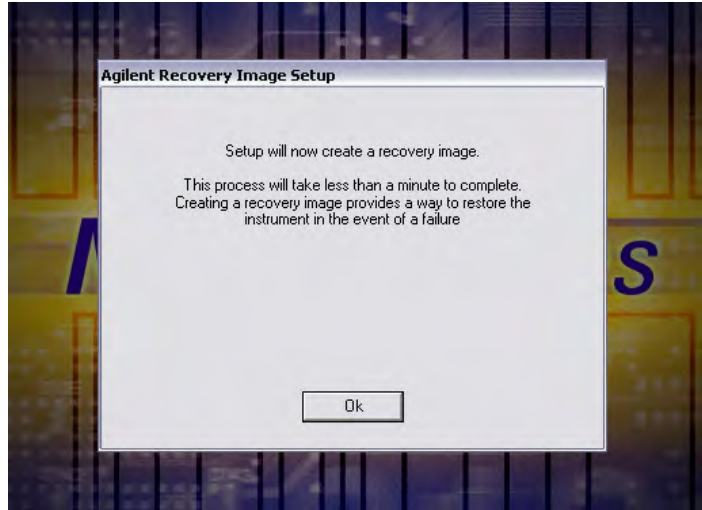 Agilent Recovery Image Setup
Setup will now create a recovery image.
This process will take less than a minute to complete.
Creating a recovery image provides a way to restore the
instrument in the event of a failure
Ok